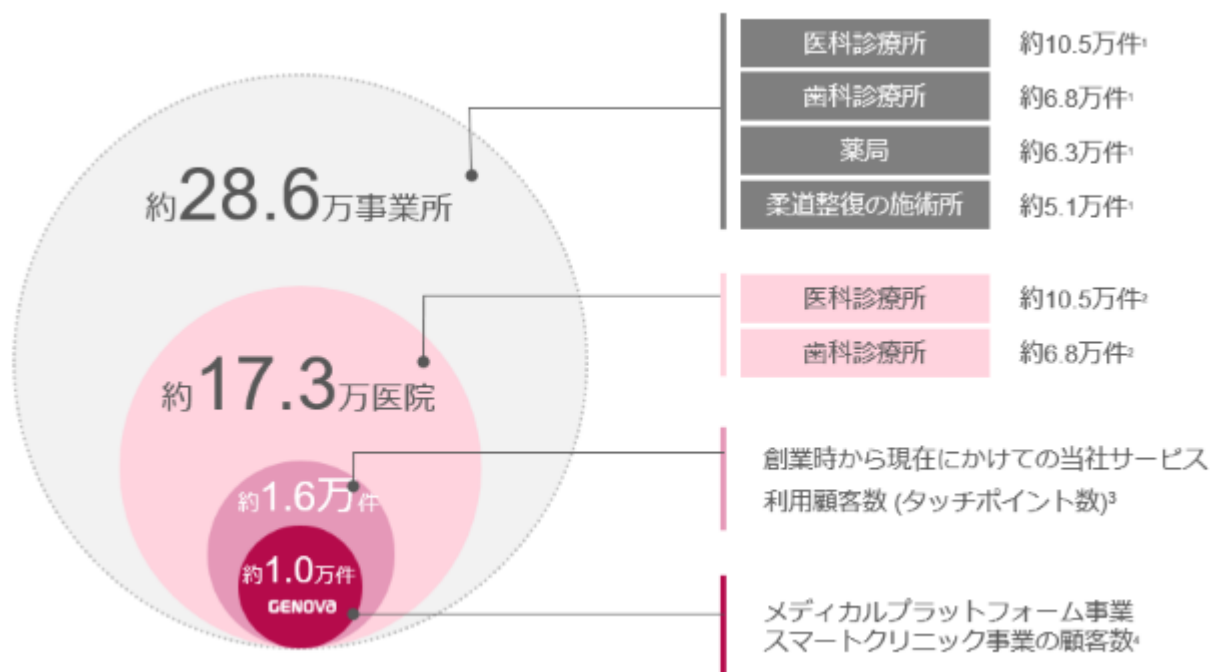 医科診療所 約10.5万件¹
歯科診療所 約6.8万件¹
薬局 約6.3万件¹
柔道整復の施術所 約5.1万件¹
約28.6万事業所
医科診療所 約10.5万件²
歯科診療所 約6.8万件²
約17.3万医院
創業時から現在にかけての当社サービス
利用顧客数 (タッチポイント数)³
約1.6万件
約1.0万件
GENOVA
メディカルプラットフォーム事業
スマートクリニック事業の顧客数⁴